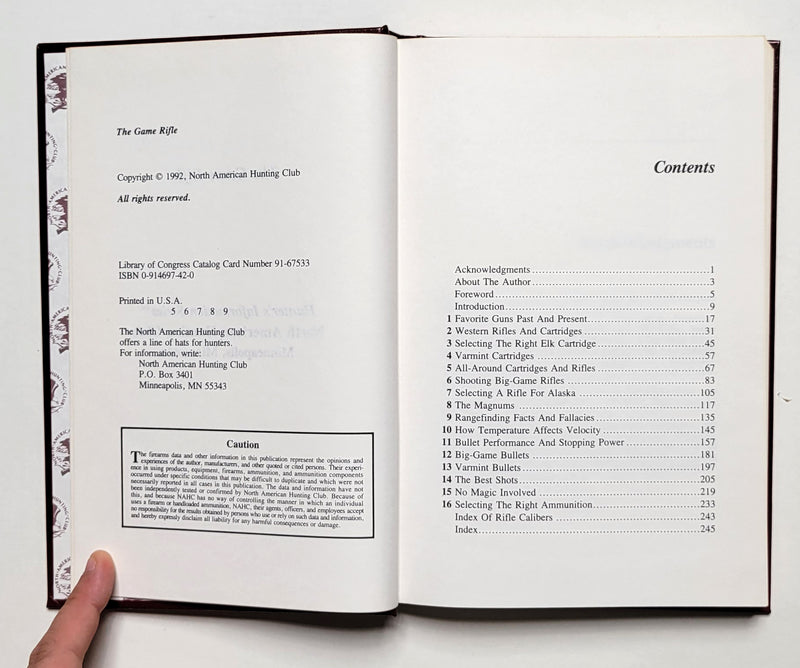 The Game Rifle
Copyright © 1992, North American Hunting Club
All rights reserved.
Library of Congress Catalog Card Number 91-67533
ISBN 0-914697-42-0
Printed in U.S.A.
5 6 7 8 9
The North American Hunting Club
offers a line of hats for hunters.
For information, write:
North American Hunting Club
P.O. Box 3401
Minneapolis, MN 55343
Caution
The firearms data and other information in this publication represent the opinions and
experiences of the author, manufacturers, and other quoted or cited persons. Their experi-
ence in using products, equipment, firearms, ammunition, and ammunition components
occurred under specific conditions that may be difficult to duplicate and which were not
necessarily reported in all cases in this publication. The data and information have not
been independently tested or confirmed by North American Hunting Club. Because of
this, and because NAHC has no way of controlling the manner in which an individual
uses a firearm or handloaded ammunition, NAHC, their agents, officers, and employees accept
no responsibility for the results obtained by persons who use or rely on such data and information,
and hereby expressly disclaim all liability for any harmful consequences or damage.
Contents
Acknowledgments 1
About The Author 3
Foreword 5
Introduction 9
1 Favorite Guns Past And Present 17
2 Western Rifles And Cartridges 31
3 Selecting The Right Elk Cartridge 45
4 Varmint Cartridges 57
5 All-Around Cartridges And Rifles 67
6 Shooting Big-Game Rifles 83
7 Selecting A Rifle For Alaska 105
8 The Magnums 117
9 Rangefinding Facts And Fallacies 135
10 How Temperature Affects Velocity 145
11 Bullet Performance And Stopping Power 157
12 Big-Game Bullets 181
13 Varmint Bullets 197
14 The Best Shots 205
15 No Magic Involved 219
16 Selecting The Right Ammunition 233
Index Of Rifle Calibers 243
Index 245